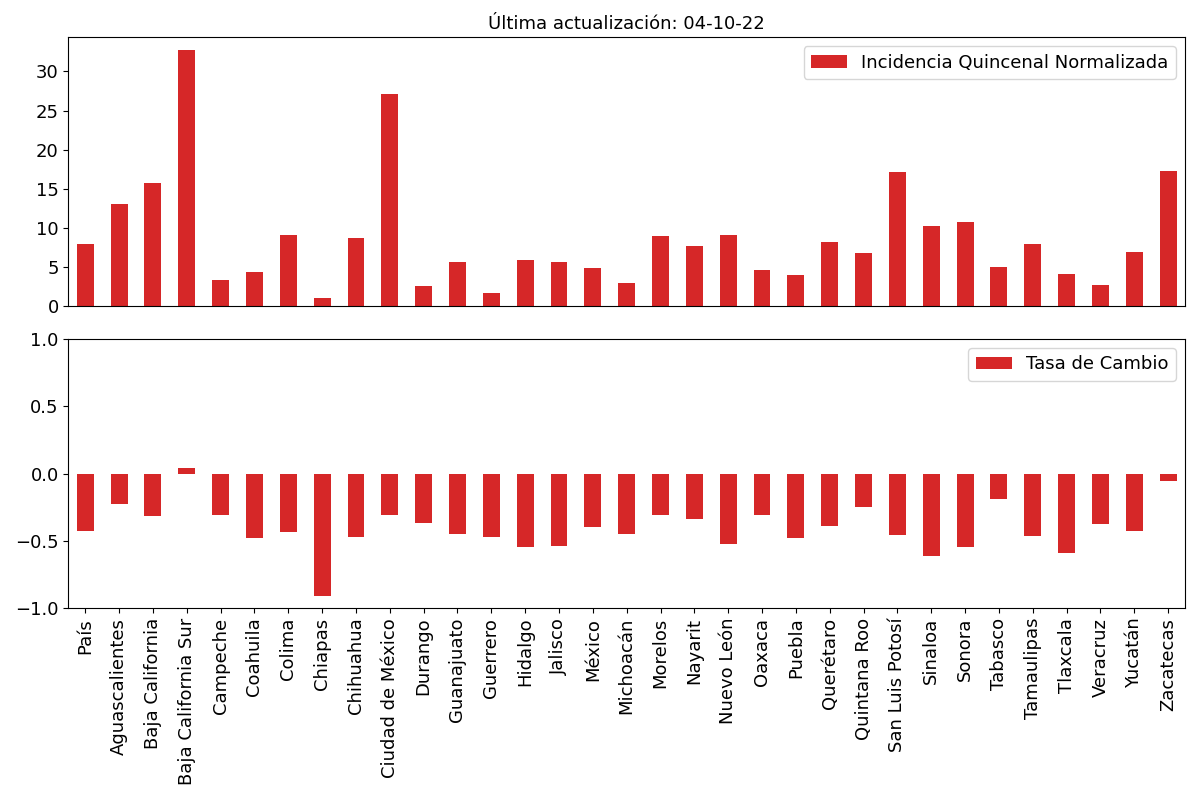 Última actualización: 04-10-22
Incidencia Quincenal Normalizada
30
25
20
15
10
5
0
Tasa de Cambio
1.0
0.5
0.0
−0.5
−1.0
País
Aguascalientes
Baja California
Baja California Sur
Campeche
Coahuila
Colima
Chiapas
Chihuahua
Ciudad de México
Durango
Guanajuato
Guerrero
Hidalgo
Jalisco
México
Michoacán
Morelos
Nayarit
Nuevo León
Oaxaca
Puebla
Querétaro
Quintana Roo
San Luis Potosí
Sinaloa
Sonora
Tabasco
Tamaulipas
Tlaxcala
Veracruz
Yucatán
Zacatecas